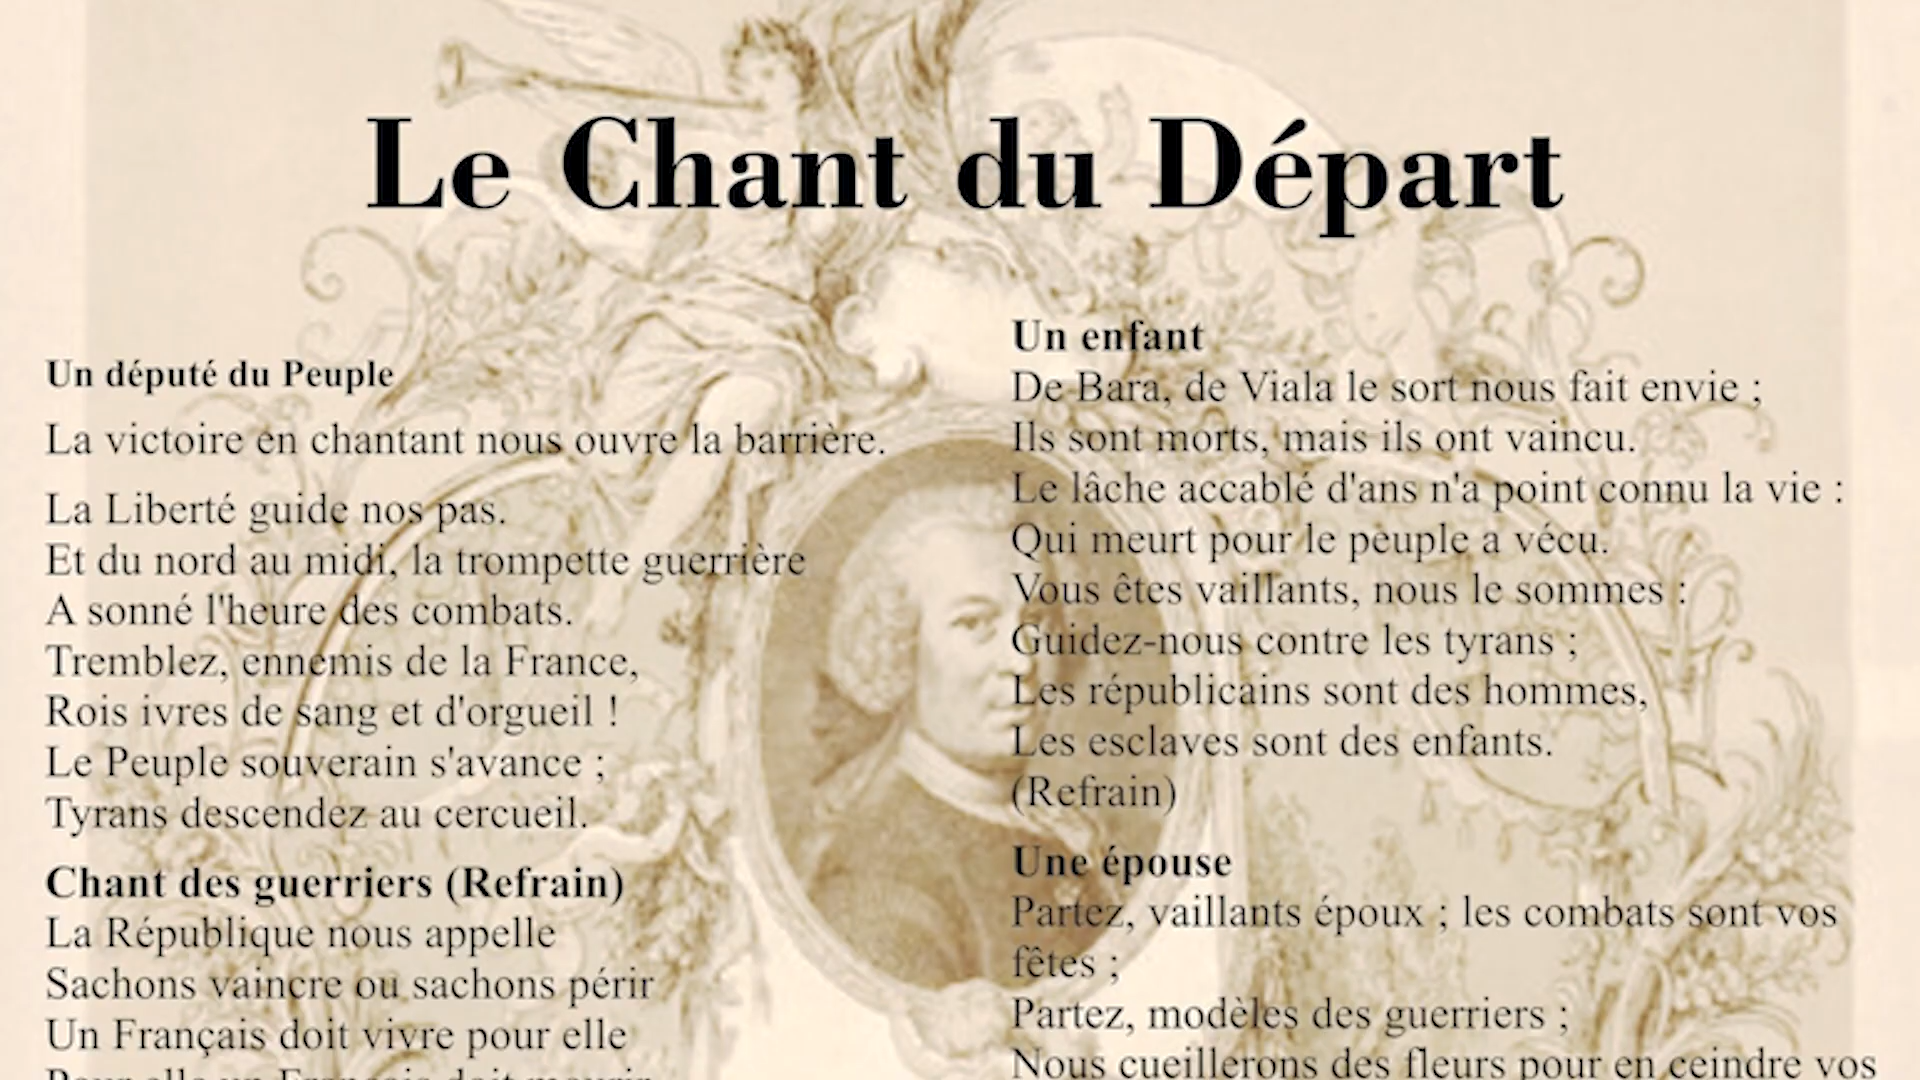 Le Chant du Départ
Un député du Peuple
La victoire en chantant nous ouvre la barrière.
La Liberté guide nos pas.
Et du nord au midi, la trompette guerrière
A sonné l'heure des combats.
Tremblez, ennemis de la France,
Rois ivres de sang et d'orgueil !
Le Peuple souverain s'avance ;
Tyrans descendez au cercueil.
Chant des guerriers (Refrain)
La République nous appelle
Sachons vaincre ou sachons périr
Un Français doit vivre pour elle
Pour elle un Français doit mourir
Un enfant
De Bara, de Viala le sort nous fait envie ;
Ils sont morts, mais ils ont vaincu.
Le lâche accablé d'ans n'a point connu la vie :
Qui meurt pour le peuple a vécu.
Vous êtes vaillants, nous le sommes :
Guidez-nous contre les tyrans ;
Les républicains sont des hommes,
Les esclaves sont des enfants.
(Refrain)
Une épouse
Partez, vaillants époux ; les combats sont vos
fêtes ;
Partez, modèles des guerriers ;
Nous cueillerons des fleurs pour en ceindre vos